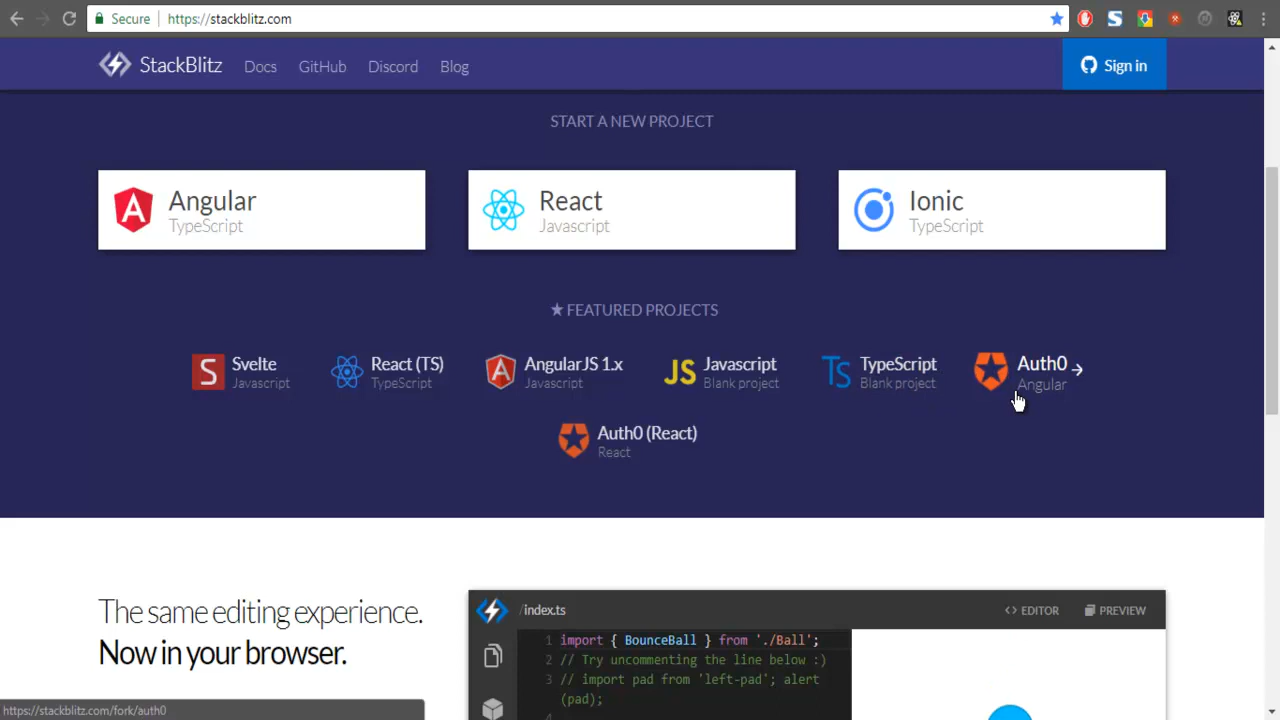 Secure https://stackblitz.com
StackBlitz Docs GitHub Discord Blog Sign in
START A NEW PROJECT
Angular
TypeScript
React
Javascript
Ionic
TypeScript
★ FEATURED PROJECTS
Svelte
Javascript
React (TS)
TypeScript
AngularJS 1.x
Javascript
JS
Javascript
Blank project
Ts
TypeScript
Blank project
Auth0 →
Angular
Auth0 (React)
React
The same editing experience.
Now in your browser.
/index.ts <> EDITOR PREVIEW
1 import { BounceBall } from './Ball';
2 // Try uncommenting the line below :)
3 // import pad from 'left-pad'; alert
(pad);
4
https://stackblitz.com/fork/auth0